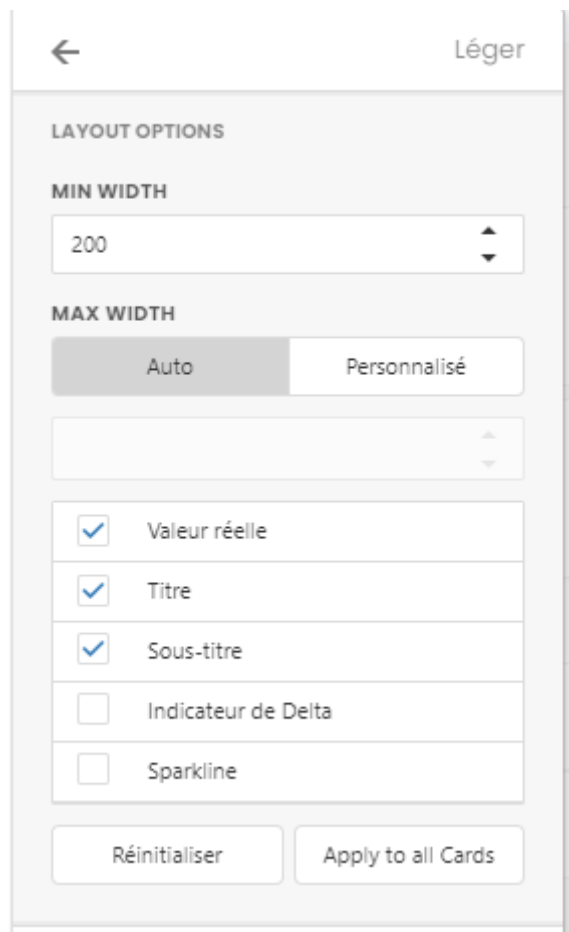 Léger
LAYOUT OPTIONS
MIN WIDTH
200
MAX WIDTH
Auto Personnalisé
Valeur réelle
Titre
Sous-titre
Indicateur de Delta
Sparkline
Réinitialiser Apply to all Cards